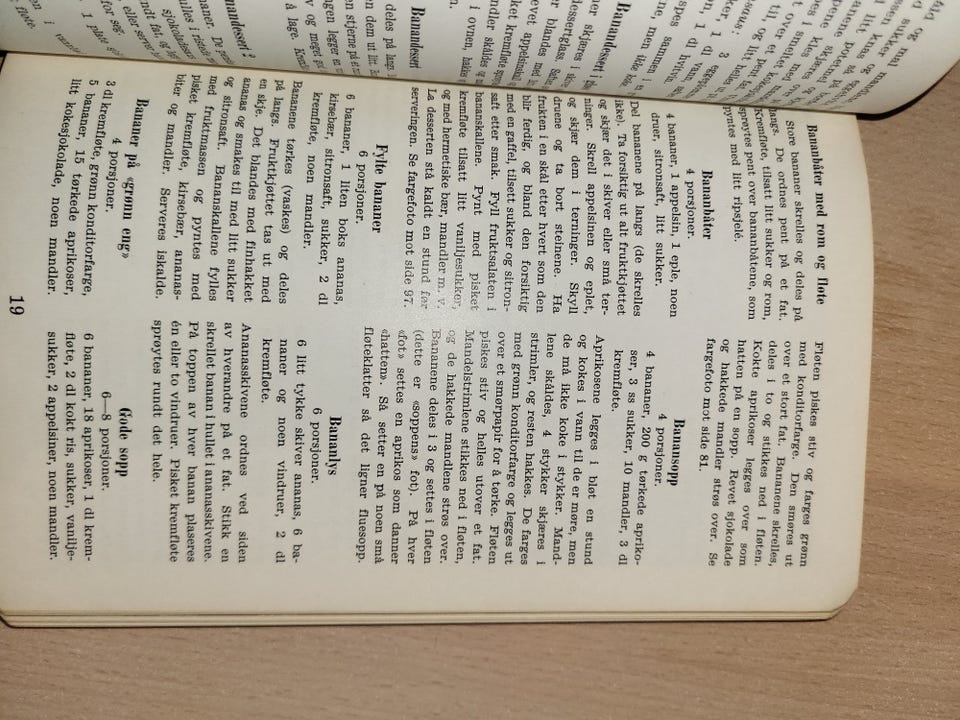 Banandessert
Bananbåter med rom og fløte
Store bananer skrelles og deles på
langs. De ordnes pent på et fat.
Kremfløte, tilsatt litt sukker og rom,
sprøytes pent over bananbåtene, som
pyntes med litt ripsjelé.
Bananbåter
4 porsjoner.
4 bananer, 1 appelsin, 1 eple, noen
druer, sitronsaft, litt sukker.
Del bananene på langs (de skrelles
ikke). Ta forsiktig ut alt fruktkjøttet
og skjær det i skiver eller små ter-
ninger. Skrell appelsinen og eplet,
og skjær dem i terninger. Skyll
druene og ta bort steinene. Ha
frukten i en skål etter hvert som den
blir ferdig, og bland den forsiktig
med en gaffel, tilsett sukker og sitron-
saft etter smak. Fyll fruktsalaten i
bananskallene. Pynt med pisket
kremfløte tilsatt litt vaniljesukker,
og med hermetiske bær, mandler m. v.
La desserten stå kaldt en stund før
serveringen. Se fargefoto mot side 97.
Fylte bananer
6 porsjoner.
6 bananer, 1 liten boks ananas,
kirsebær, sitronsaft, sukker, 2 dl
kremfløte, noen mandler.
Bananene tørkes (vaskes) og deles
på langs. Fruktkjøttet tas ut med
en skje. Det blandes med finhakket
ananas og smakes til med litt sukker
og sitronsaft. Bananskallene fylles
med fruktmassen og pyntes med
pisket kremfløte, kirsebær, ananas-
biter og mandler. Serveres iskalde.
Bananer på «grønn eng»
4 porsjoner.
3 dl kremfløte, grønn konditorfarge,
5 bananer, 15 tørkede aprikoser,
litt kokesjokolade, noen mandler.
Fløten piskes stiv og farges grønn
med konditorfarge. Den smøres ut
over et stort fat. Bananene skrelles,
deles i to og stikkes ned i fløten.
Kokte aprikoser legges over som
hatten på en sopp. Revet sjokolade
og hakkede mandler strøs over. Se
fargefoto mot side 81.
Banansopp
4 porsjoner.
4 bananer, 200 g tørkede apriko-
ser, 3 ss sukker, 10 mandler, 3 dl
kremfløte.
Aprikosene legges i bløt en stund
og kokes i vann til de er møre, men
de må ikke koke i stykker. Mand-
lene skåldes, 4 stykker skjæres i
strimler, og resten hakkes. De farges
med grønn konditorfarge og legges ut
over et smørpapir for å tørke. Fløten
piskes stiv og helles utover et fat.
Mandelstrimlene stikkes ned i fløten,
og de hakkede mandlene strøs over.
Bananene deles i 3 og settes i fløten
(dette er «soppens» fot). På hver
«fot» settes en aprikos som danner
«hatten». Så setter en på noen små
fløteklatter så det ligner fluesopp.
Bananlys
6 porsjoner.
6 litt tykke skiver ananas, 6 ba-
naner og noen vindruer, 2 dl
kremfløte.
Ananasskivene ordnes ved siden
av hverandre på et fat. Stikk en
skrellet banan i hullet i ananasskivene.
På toppen av hver banan plaseres
én eller to vindruer. Pisket kremfløte
sprøytes rundt det hele.
Gode sopp
6—8 porsjoner.
6 bananer, 18 aprikoser, 1 dl krem-
fløte, 2 dl kokt ris, sukker, vanilje-
sukker, 2 appelsiner, noen mandler.
19